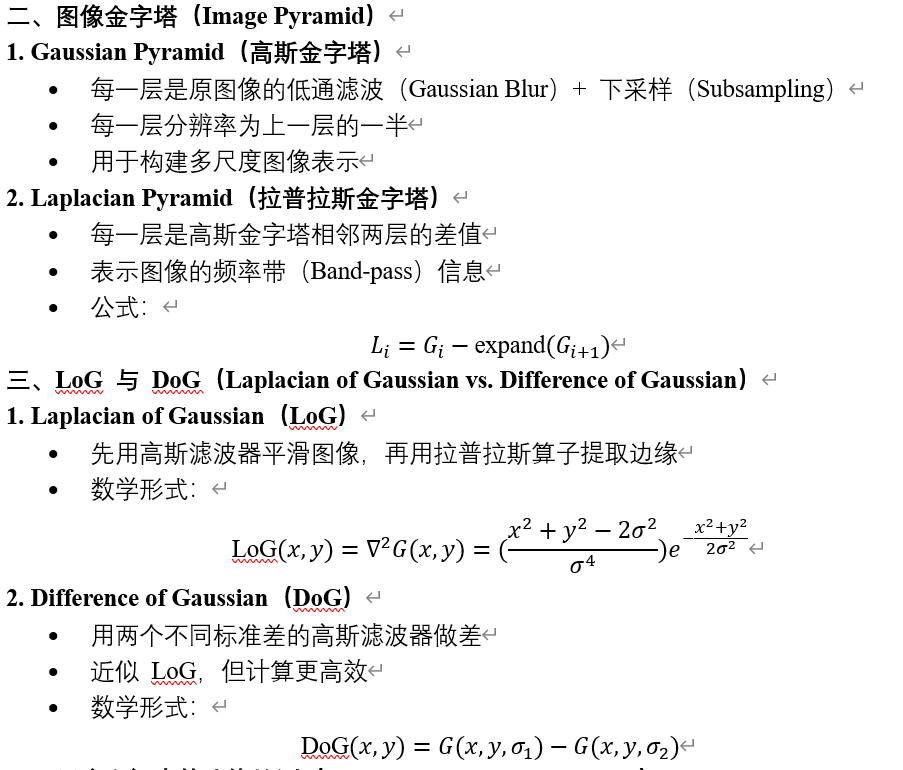 二、图像金字塔（Image Pyramid）
1. Gaussian Pyramid（高斯金字塔）
• 每一层是原图像的低通滤波（Gaussian Blur）+ 下采样（Subsampling）
• 每一层分辨率为上一层的一半
• 用于构建多尺度图像表示
2. Laplacian Pyramid（拉普拉斯金字塔）
• 每一层是高斯金字塔相邻两层的差值
• 表示图像的频率带（Band-pass）信息
• 公式：
L_i = G_i − expand(G_{i+1})
三、LoG 与 DoG（Laplacian of Gaussian vs. Difference of Gaussian）
1. Laplacian of Gaussian（LoG）
• 先用高斯滤波器平滑图像，再用拉普拉斯算子提取边缘
• 数学形式：
LoG(x, y) = ∇²G(x, y) = (\frac{x² + y² − 2σ²}{σ⁴})e^{−\frac{x²+y²}{2σ²}}
2. Difference of Gaussian（DoG）
• 用两个不同标准差的高斯滤波器做差
• 近似 LoG，但计算更高效
• 数学形式：
DoG(x, y) = G(x, y, σ₁) − G(x, y, σ₂)